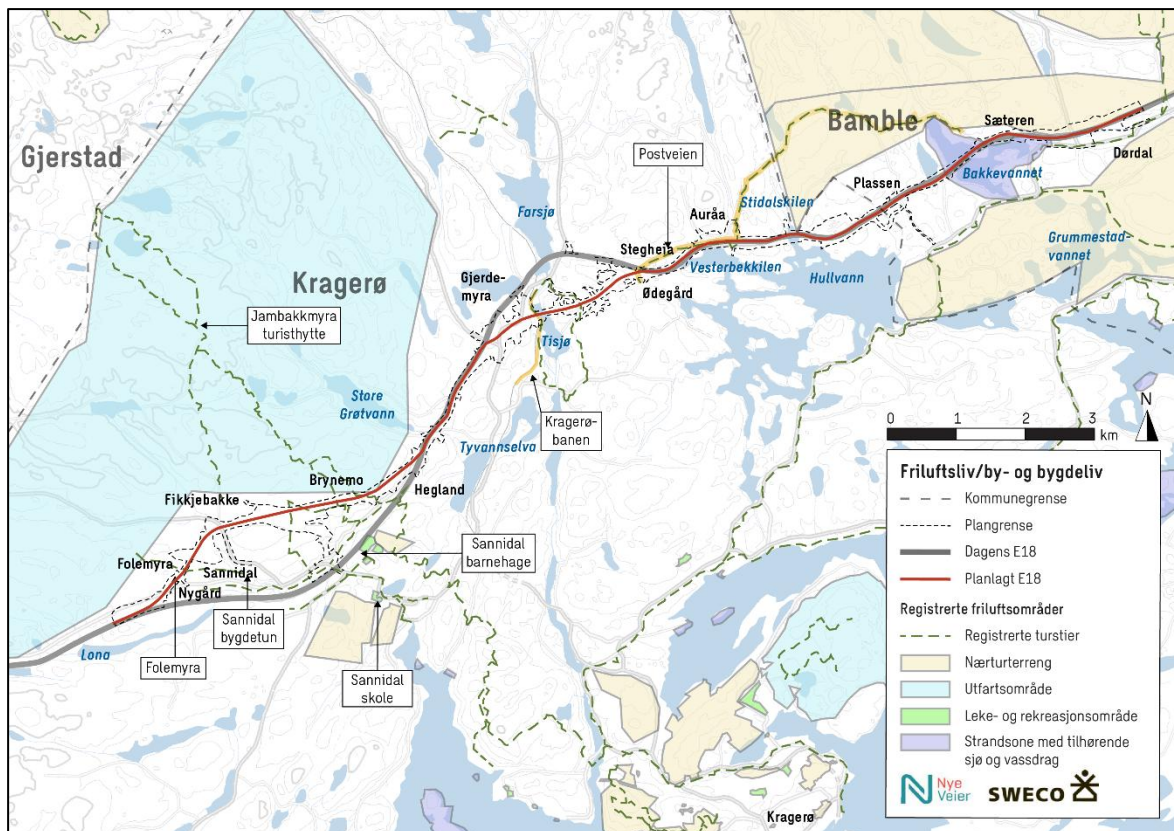 Gjerstad
Kragerø
Bamble
Sæteren
Dørdal
Bakkevannet
Plassen
Postveien
Stidalskilen
Auråa
Farsjø
Stegheia
Vesterbekkilen
Grummestad-
vannet
Hullvann
Gjerde-
myra
Ødegård
Jambakkmyra
turisthytte
Tisjø
Store
Grøtvann
Kragerø-
banen
Tyvannselva
Brynemo
Hegland
Fikkjebakke
Sannidal
barnehage
Folemyra
Sannidal
Nygård
Sannidal
bygdetun
Lona
Folemyra
Sannidal
skole
Kragerø
N
0 1 2 3
km
Friluftsliv/by- og bygdeliv
Kommunegrense
Plangrense
Dagens E18
Planlagt E18
Registrerte friluftsområder
Registrerte turstier
Nærturterreng
Utfartsområde
Leke- og rekreasjonsområde
Strandsone med tilhørende
sjø og vassdrag
Nye
Veier
SWECO